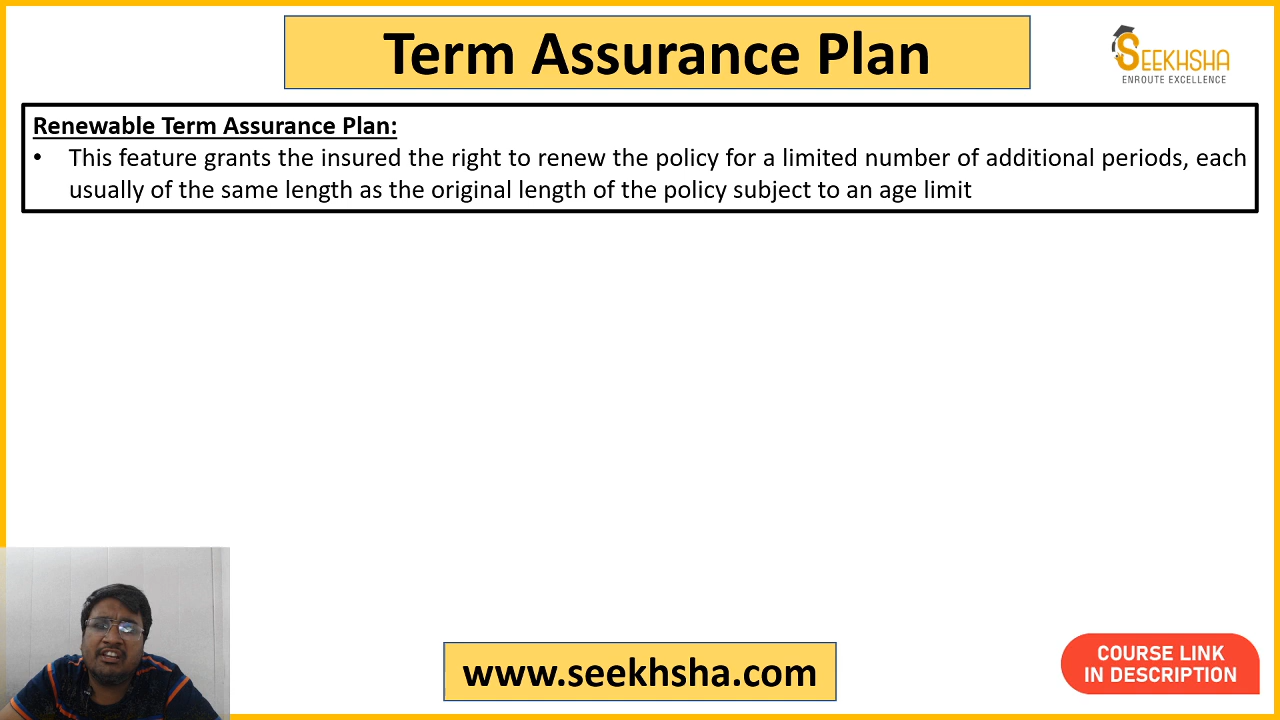 Term Assurance Plan
SEEKHSHA
ENROUTE EXCELLENCE
Renewable Term Assurance Plan:
• This feature grants the insured the right to renew the policy for a limited number of additional periods, each
usually of the same length as the original length of the policy subject to an age limit
www.seekhsha.com
COURSE LINK
IN DESCRIPTION